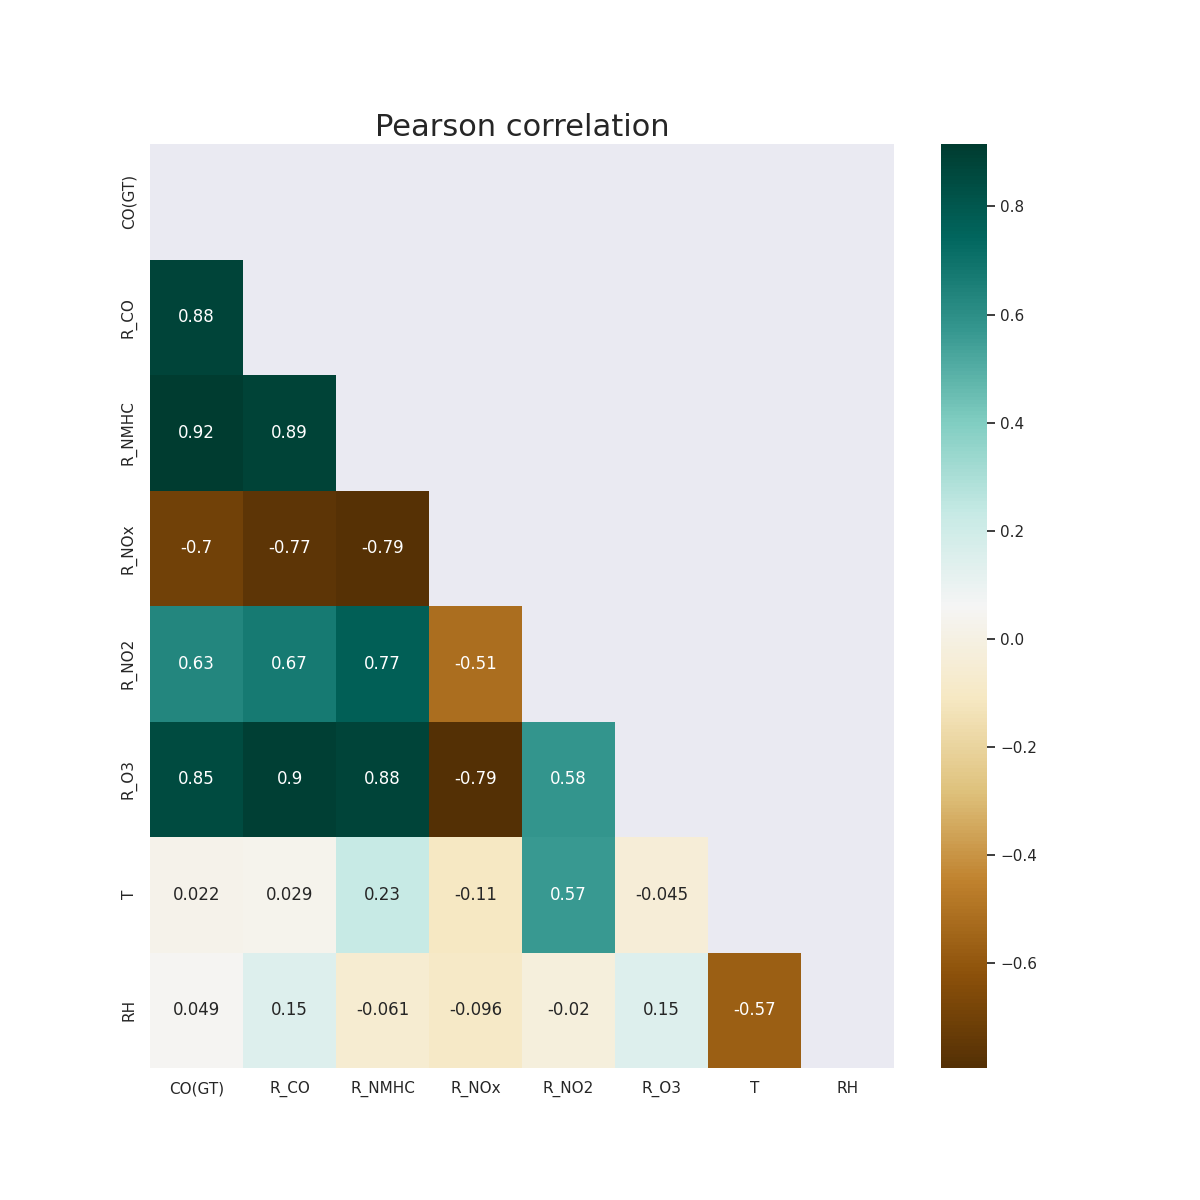 Pearson correlation
CO(GT)
R_CO
0.88
R_NMHC
0.92 0.89
R_NOx
-0.7 -0.77 -0.79
R_NO2
0.63 0.67 0.77 -0.51
R_O3
0.85 0.9 0.88 -0.79 0.58
T
0.022 0.029 0.23 -0.11 0.57 -0.045
RH
0.049 0.15 -0.061 -0.096 -0.02 0.15 -0.57
CO(GT) R_CO R_NMHC R_NOx R_NO2 R_O3 T RH
0.8
0.6
0.4
0.2
0.0
−0.2
−0.4
−0.6